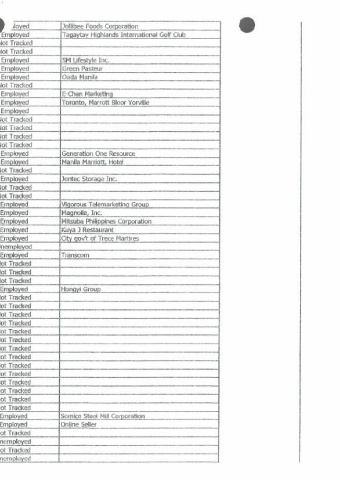 loyed Jollibee Foods Corporation
Employed Tagaytay Highlands International Golf Club
ot Tracked
ot Tracked
Employed SM Lifestyle Inc.
Employed Green Pasteur
Employed Oxda Manila
ot Tracked
Employed E-Chan Marketing
Employed Toronto, Marrott Bloor Yorville
Employed
ot Tracked
ot Tracked
ot Tracked
ot Tracked
Employed Generation One Resource
Employed Manila Marriott, Hotel
ot Tracked
Employed Jentec Storage Inc.
ot Tracked
ot Tracked
Employed Vigorous Telemarketing Group
Employed Magnolia, Inc.
Employed Mitsuba Philippines Corporation
Employed Kuya J Restaurant
Employed City gov't of Trece Martires
nemployed
Employed Transcom
ot Tracked
ot Tracked
ot Tracked
Employed Hongyi Group
ot Tracked
ot Tracked
ot Tracked
ot Tracked
ot Tracked
ot Tracked
ot Tracked
ot Tracked
ot Tracked
ot Tracked
ot Tracked
ot Tracked
ot Tracked
ot Tracked
Employed Steel Mill Corporation
Employed Online Seller
ot Tracked
nemployed
ot Tracked
nemployed